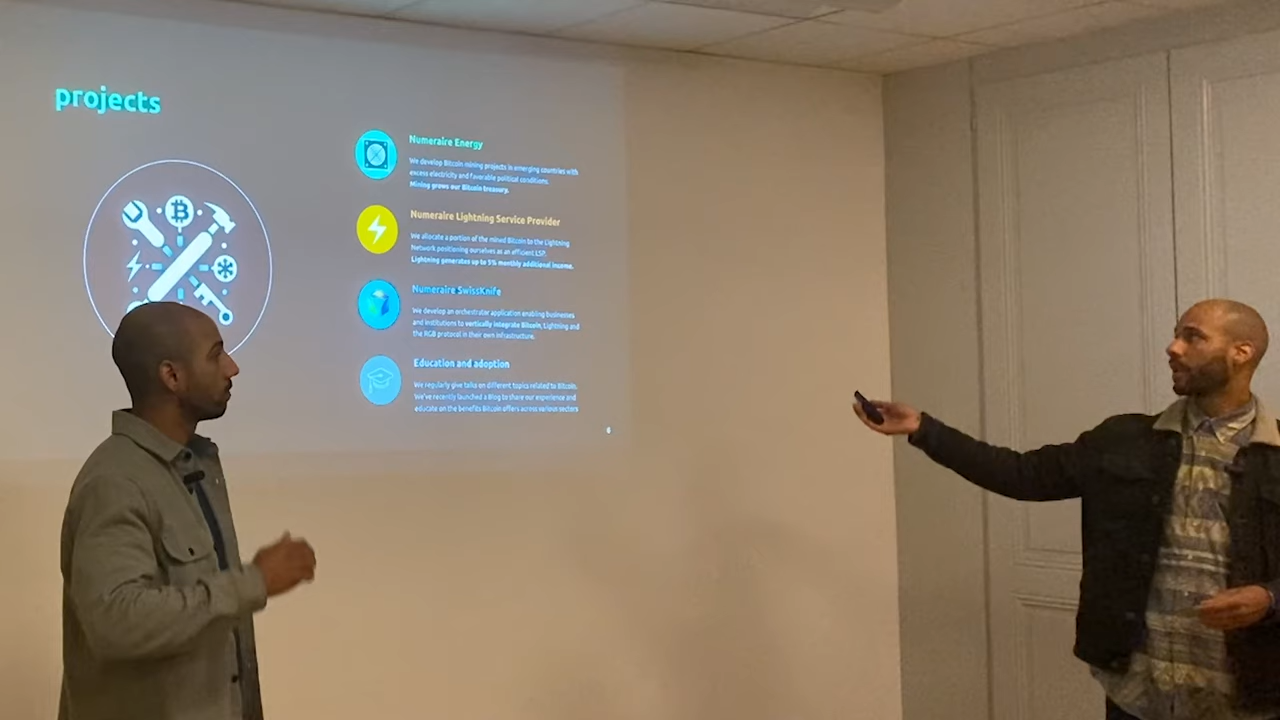 projects
Numeraire Energy
We develop Bitcoin mining projects in emerging countries with
excess electricity and favorable political conditions.
Mining grows our Bitcoin treasury.
Numeraire Lightning Service Provider
We allocate a portion of the mined Bitcoin to the Lightning
Network positioning ourselves as an efficient LSP.
Lightning generates up to 5% monthly additional income.
Numeraire SwissKnife
We develop an orchestrator application enabling businesses
and institutions to vertically integrate Bitcoin, Lightning and
the RGB protocol in their own infrastructure.
Education and adoption
We regularly give talks on different topics related to Bitcoin.
We've recently launched a Blog to share our experience and
educate on the benefits Bitcoin offers across various sectors